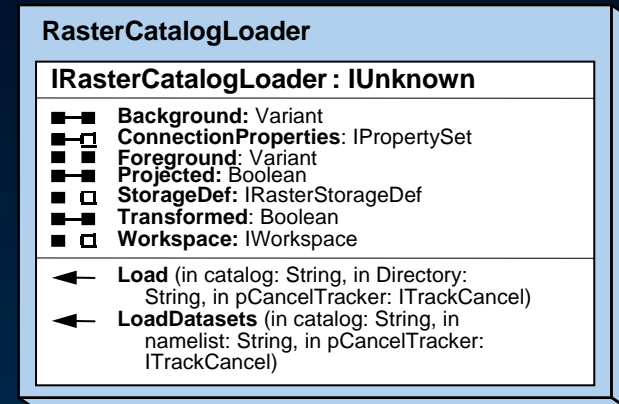 RasterCatalogLoader
IRasterCatalogLoader : IUnknown
Background: Variant
ConnectionProperties: IPropertySet
Foreground: Variant
Projected: Boolean
StorageDef: IRasterStorageDef
Transformed: Boolean
Workspace: IWorkspace
Load (in catalog: String, in Directory:
String, in pCancelTracker: ITrackCancel)
LoadDatasets (in catalog: String, in
namelist: String, in pCancelTracker:
ITrackCancel)